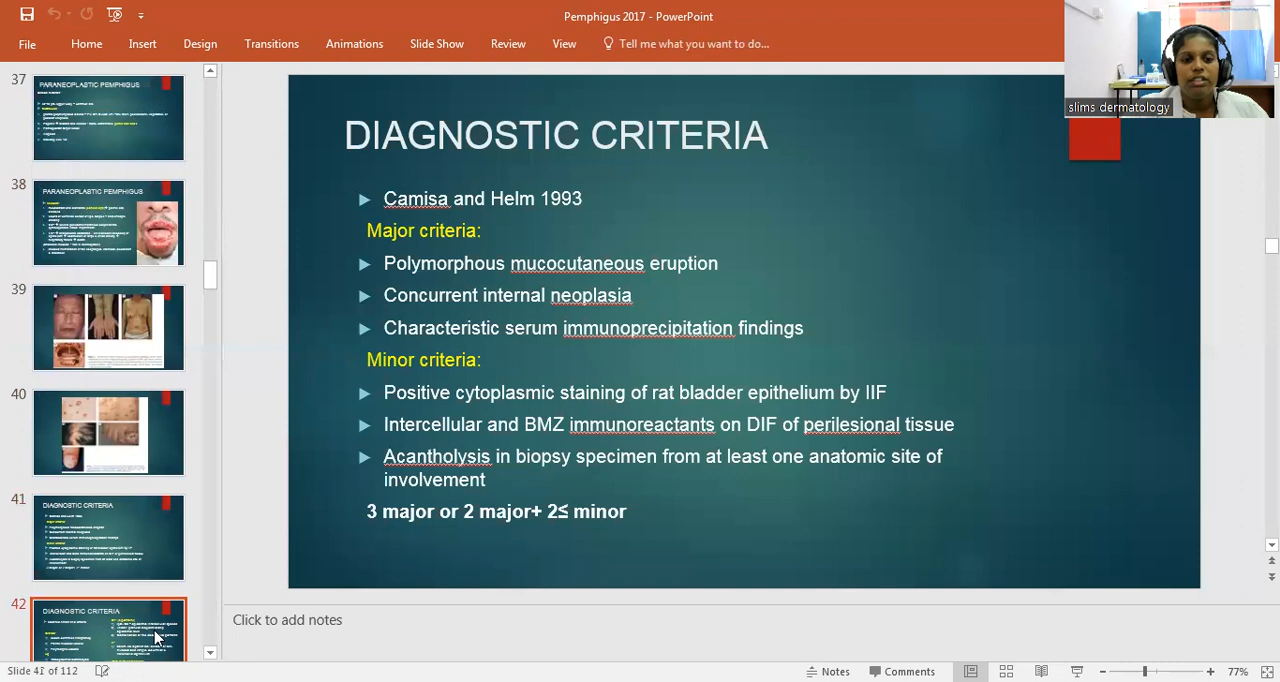 Pemphigus 2017 - PowerPoint
File Home Insert Design Transitions Animations Slide Show Review View Tell me what you want to do...
slims dermatology
37
PARANEOPLASTIC PEMPHIGUS
38
PARANEOPLASTIC PEMPHIGUS
39
40
41
DIAGNOSTIC CRITERIA
42
DIAGNOSTIC CRITERIA
DIAGNOSTIC CRITERIA
Camisa and Helm 1993
Major criteria:
Polymorphous mucocutaneous eruption
Concurrent internal neoplasia
Characteristic serum immunoprecipitation findings
Minor criteria:
Positive cytoplasmic staining of rat bladder epithelium by IIF
Intercellular and BMZ immunoreactants on DIF of perilesional tissue
Acantholysis in biopsy specimen from at least one anatomic site of
involvement
3 major or 2 major+ 2≤ minor
Click to add notes
Slide 41 of 112 Notes Comments 77%